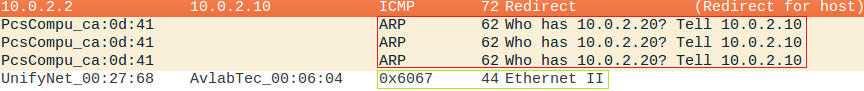 10.0.2.2 10.0.2.10 ICMP 72 Redirect (Redirect for host)
PcsCompu_ca:0d:41 ARP 62 Who has 10.0.2.20? Tell 10.0.2.10
PcsCompu_ca:0d:41 ARP 62 Who has 10.0.2.20? Tell 10.0.2.10
PcsCompu_ca:0d:41 ARP 62 Who has 10.0.2.20? Tell 10.0.2.10
UnifyNet_00:27:68 AvlabTec_00:06:04 0x6067 44 Ethernet II